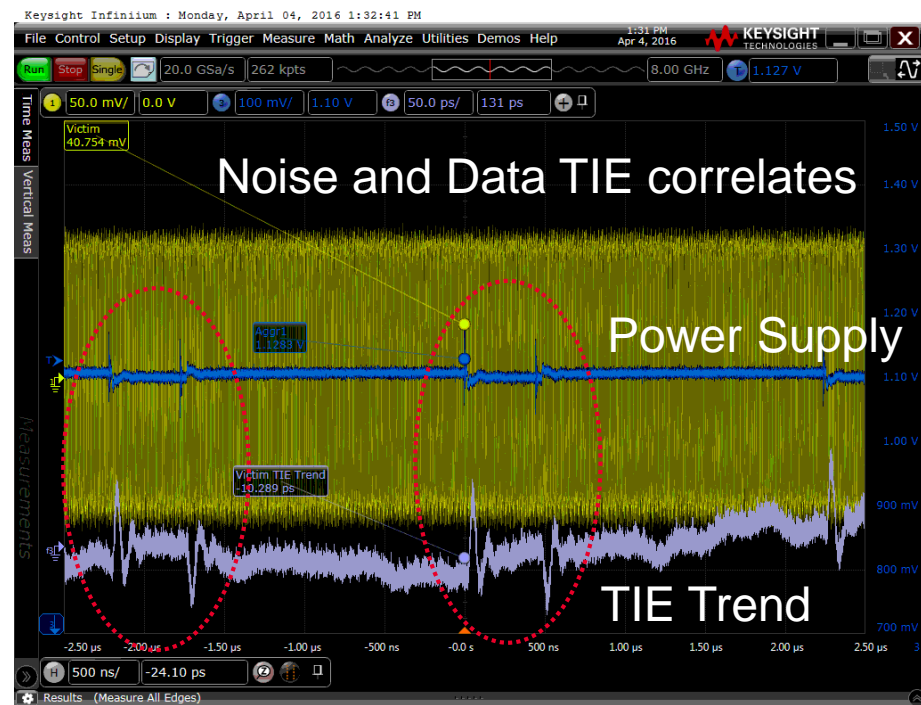 Keysight Infiniium : Monday, April 04, 2016 1:32:41 PM
File Control Setup Display Trigger Measure Math Analyze Utilities Demos Help
1:31 PM
Apr 4, 2016
KEYSIGHT
TECHNOLOGIES
Run Stop Single 20.0 GSa/s 262 kpts 8.00 GHz T 1.127 V
1 50.0 mV/ 0.0 V 3 100 mV/ 1.10 V f3 50.0 ps/ 131 ps
Time Meas
Vertical Meas
Measurements
Victim
40.754 mV
Noise and Data TIE correlates
Aggr1
1.1283 V
Power Supply
Victim TIE Trend
-10.289 ps
TIE Trend
1.50 V
1.40 V
1.30 V
1.20 V
1.10 V
1.00 V
900 mV
800 mV
700 mV
T
f3
-2.50 µs -2.00 µs -1.50 µs -1.00 µs -500 ns -0.0 s 500 ns 1.00 µs 1.50 µs 2.00 µs 2.50 µs 3
H 500 ns/ -24.10 ps
Results (Measure All Edges)